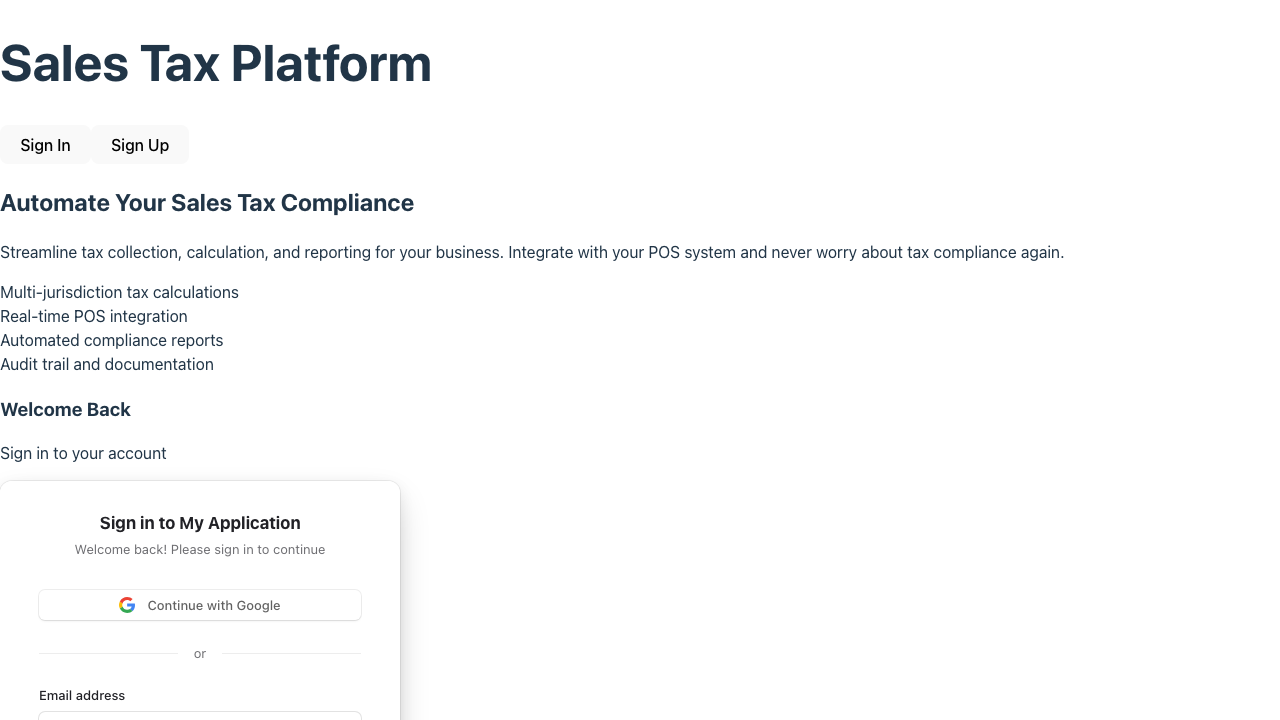 Sales Tax Platform
Sign In
Sign Up
Automate Your Sales Tax Compliance
Streamline tax collection, calculation, and reporting for your business. Integrate with your POS system and never worry about tax compliance again.
Multi-jurisdiction tax calculations
Real-time POS integration
Automated compliance reports
Audit trail and documentation
Welcome Back
Sign in to your account
Sign in to My Application
Welcome back! Please sign in to continue
Continue with Google
or
Email address